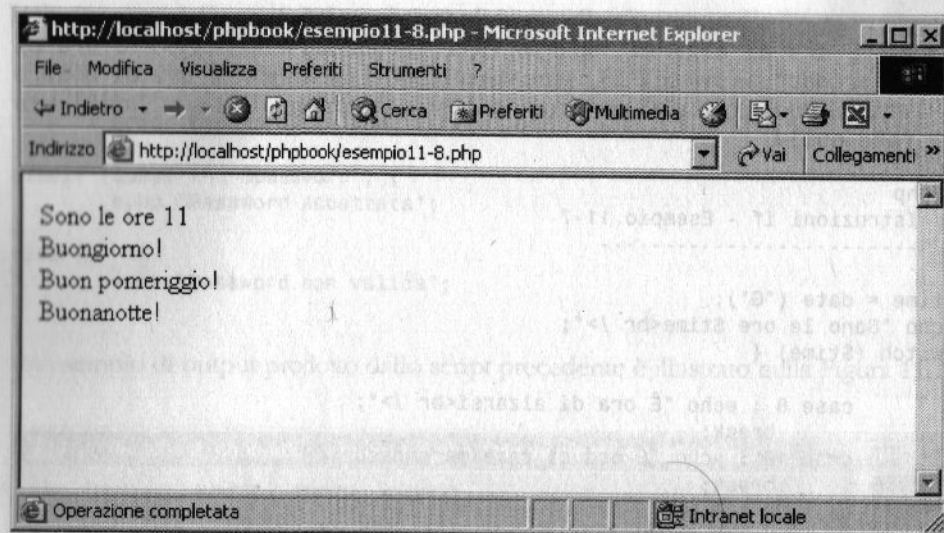 http://localhost/phpbook/esempio11-8.php - Microsoft Internet Explorer
File Modifica Visualizza Preferiti Strumenti ?
Indietro Cerca Preferiti Multimedia
Indirizzo http://localhost/phpbook/esempio11-8.php Vai Collegamenti »
Sono le ore 11
Buongiorno!
Buon pomeriggio!
Buonanotte!
Operazione completata Intranet locale